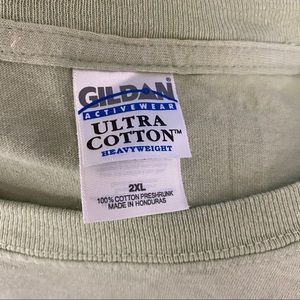 GILDAN®
ACTIVEWEAR
ULTRA
COTTON™
HEAVYWEIGHT
2XL
100% COTTON PRESHRUNK
MADE IN HONDURAS